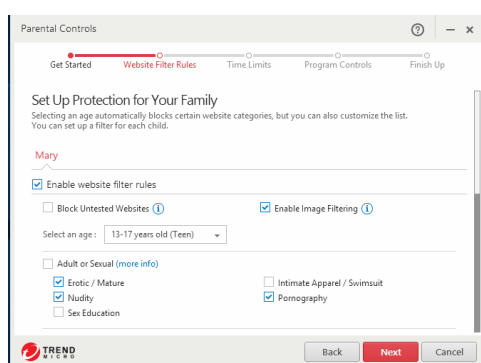 Parental Controls
Get Started Website Filter Rules Time Limits Program Controls Finish Up
Set Up Protection for Your Family
Selecting an age automatically blocks certain website categories, but you can also customize the list.
You can set up a filter for each child.
Mary
Enable website filter rules
Block Untested Websites Enable Image Filtering
Select an age : 13-17 years old (Teen)
Adult or Sexual (more info)
Erotic / Mature Intimate Apparel / Swimsuit
Nudity Pornography
Sex Education
TREND MICRO Back Next Cancel